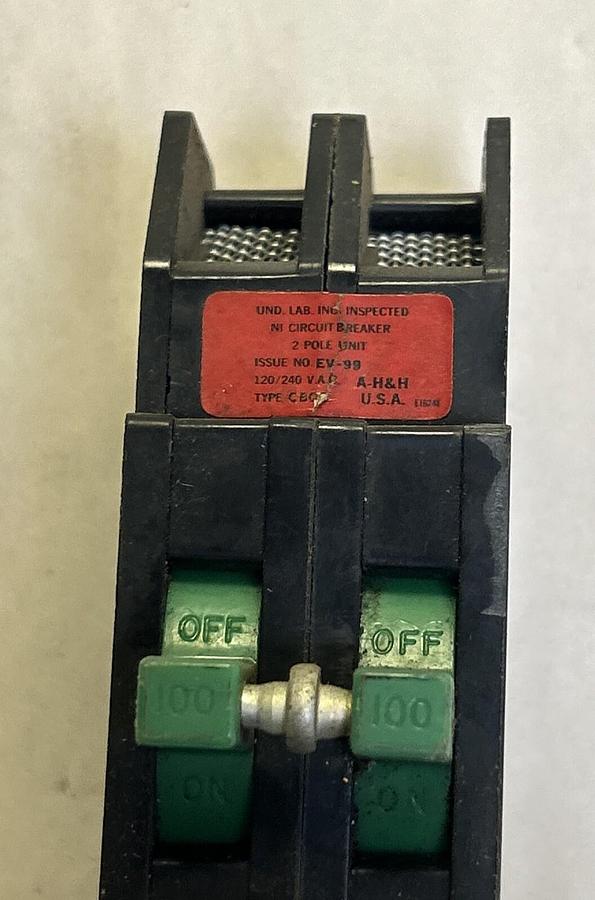 UND. LAB. INC. INSPECTED
NI CIRCUIT BREAKER
2 POLE UNIT
ISSUE NO. EV-99
120/240 V.A.C. A-H&H
TYPE U.S.A.
OFF OFF
100 100
ON ON